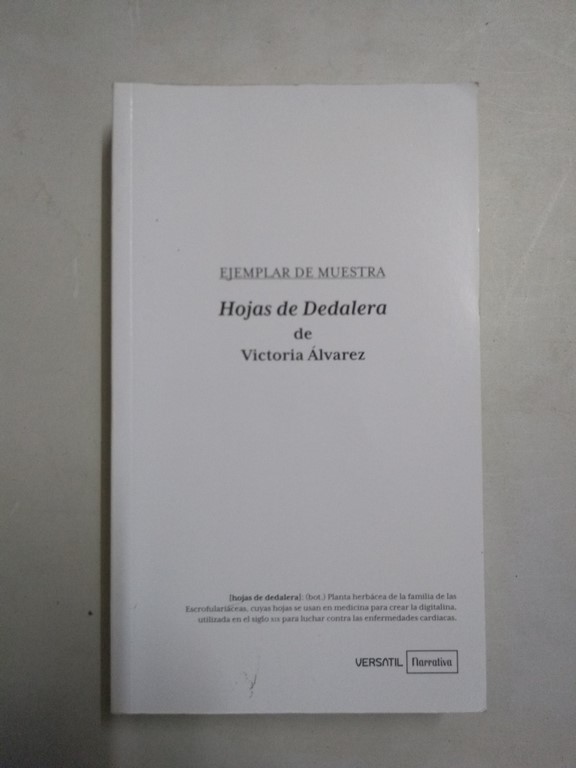 EJEMPLAR DE MUESTRA
Hojas de Dedalera
de
Victoria Álvarez
[hojas de dedalera]: (bot.) Planta herbácea de la familia de las
Escrofulariáceas, cuyas hojas se usan en medicina para crear la digitalina,
utilizada en el siglo XIX para luchar contra las enfermedades cardiacas.
VERSATIL Narrativa